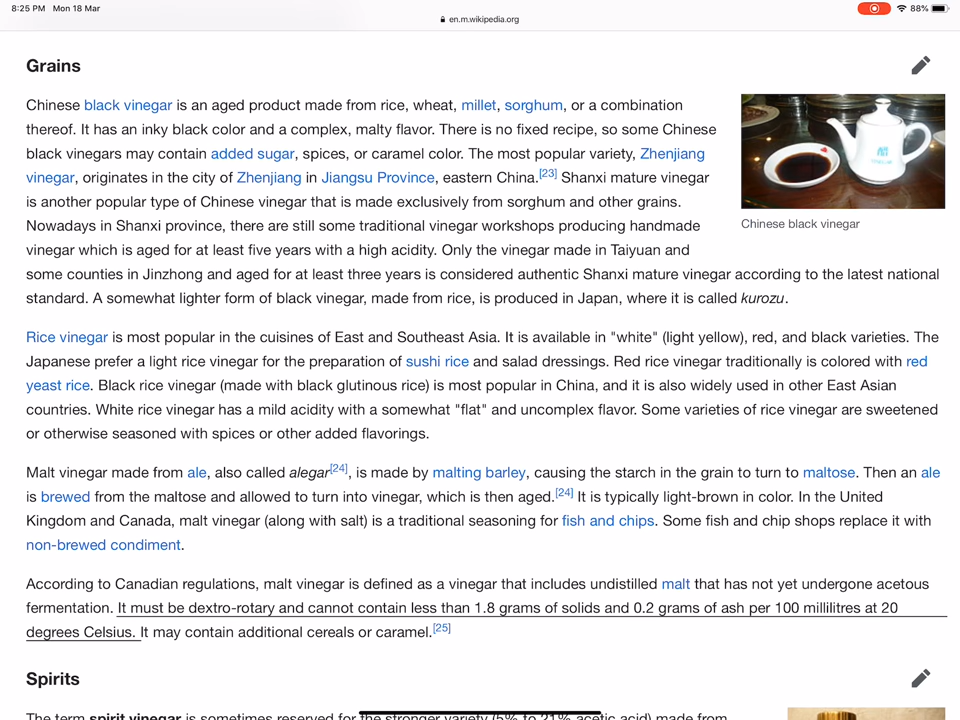 8:25 PM Mon 18 Mar
88%
en.m.wikipedia.org
Grains
Chinese black vinegar is an aged product made from rice, wheat, millet, sorghum, or a combination
thereof. It has an inky black color and a complex, malty flavor. There is no fixed recipe, so some Chinese
black vinegars may contain added sugar, spices, or caramel color. The most popular variety, Zhenjiang
vinegar, originates in the city of Zhenjiang in Jiangsu Province, eastern China.[23] Shanxi mature vinegar
is another popular type of Chinese vinegar that is made exclusively from sorghum and other grains.
Nowadays in Shanxi province, there are still some traditional vinegar workshops producing handmade
vinegar which is aged for at least five years with a high acidity. Only the vinegar made in Taiyuan and
some counties in Jinzhong and aged for at least three years is considered authentic Shanxi mature vinegar according to the latest national
standard. A somewhat lighter form of black vinegar, made from rice, is produced in Japan, where it is called kurozu.
Chinese black vinegar
Rice vinegar is most popular in the cuisines of East and Southeast Asia. It is available in "white" (light yellow), red, and black varieties. The
Japanese prefer a light rice vinegar for the preparation of sushi rice and salad dressings. Red rice vinegar traditionally is colored with red
yeast rice. Black rice vinegar (made with black glutinous rice) is most popular in China, and it is also widely used in other East Asian
countries. White rice vinegar has a mild acidity with a somewhat "flat" and uncomplex flavor. Some varieties of rice vinegar are sweetened
or otherwise seasoned with spices or other added flavorings.
Malt vinegar made from ale, also called alegar[24], is made by malting barley, causing the starch in the grain to turn to maltose. Then an ale
is brewed from the maltose and allowed to turn into vinegar, which is then aged.[24] It is typically light-brown in color. In the United
Kingdom and Canada, malt vinegar (along with salt) is a traditional seasoning for fish and chips. Some fish and chip shops replace it with
non-brewed condiment.
According to Canadian regulations, malt vinegar is defined as a vinegar that includes undistilled malt that has not yet undergone acetous
fermentation. It must be dextro-rotary and cannot contain less than 1.8 grams of solids and 0.2 grams of ash per 100 millilitres at 20
degrees Celsius. It may contain additional cereals or caramel.[25]
Spirits
The term spirit vinegar is sometimes reserved for the stronger variety (5% to 21% acetic acid) made from